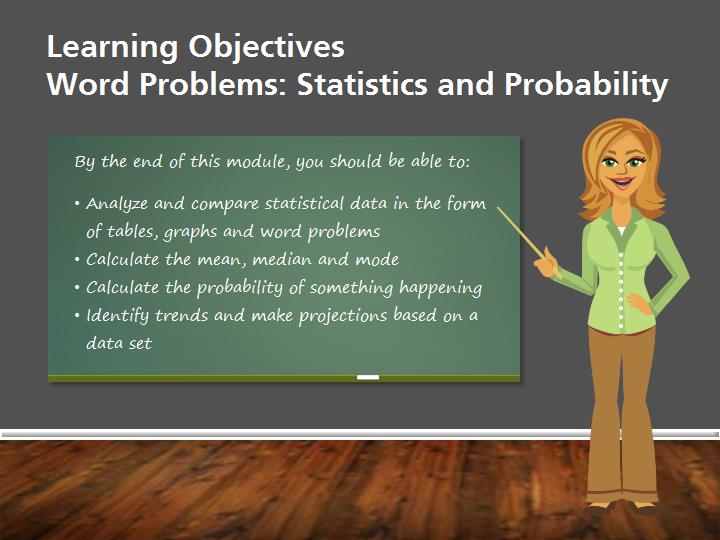 Learning Objectives
Word Problems: Statistics and Probability
By the end of this module, you should be able to:
• Analyze and compare statistical data in the form
of tables, graphs and word problems
• Calculate the mean, median and mode
• Calculate the probability of something happening
• Identify trends and make projections based on a
data set